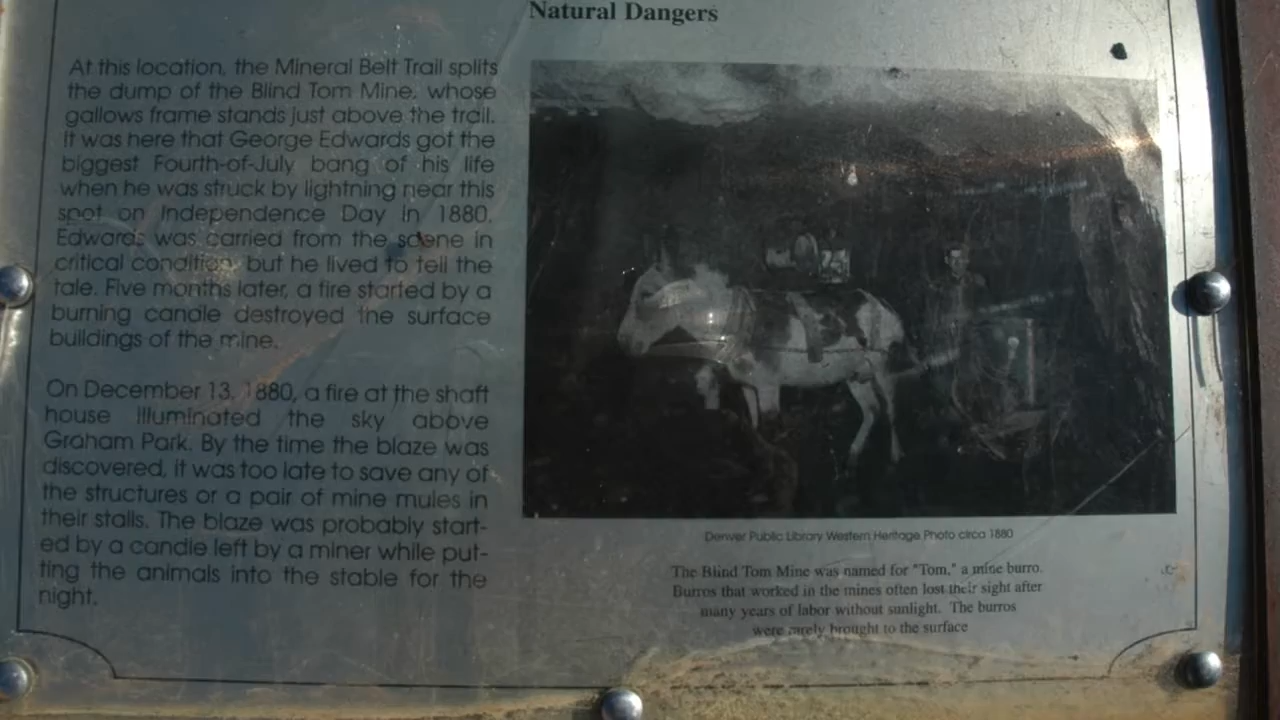 Natural Dangers
At this location, the Mineral Belt Trail splits
the dump of the Blind Tom Mine, whose
gallows frame stands just above the trail.
It was here that George Edwards got the
biggest Fourth-of-July bang of his life
when he was struck by lightning near this
spot on Independence Day in 1880.
Edwards was carried from the scene in
critical condition, but he lived to tell the
tale. Five months later, a fire started by a
burning candle destroyed the surface
buildings of the mine.
On December 13, 1880, a fire at the shaft
house illuminated the sky above
Graham Park. By the time the blaze was
discovered, it was too late to save any of
the structures or a pair of mine mules in
their stalls. The blaze was probably start-
ed by a candle left by a miner while put-
ting the animals into the stable for the
night.
Denver Public Library Western Heritage Photo circa 1880
The Blind Tom Mine was named for "Tom," a mine burro.
Burros that worked in the mines often lost their sight after
many years of labor without sunlight. The burros
were rarely brought to the surface